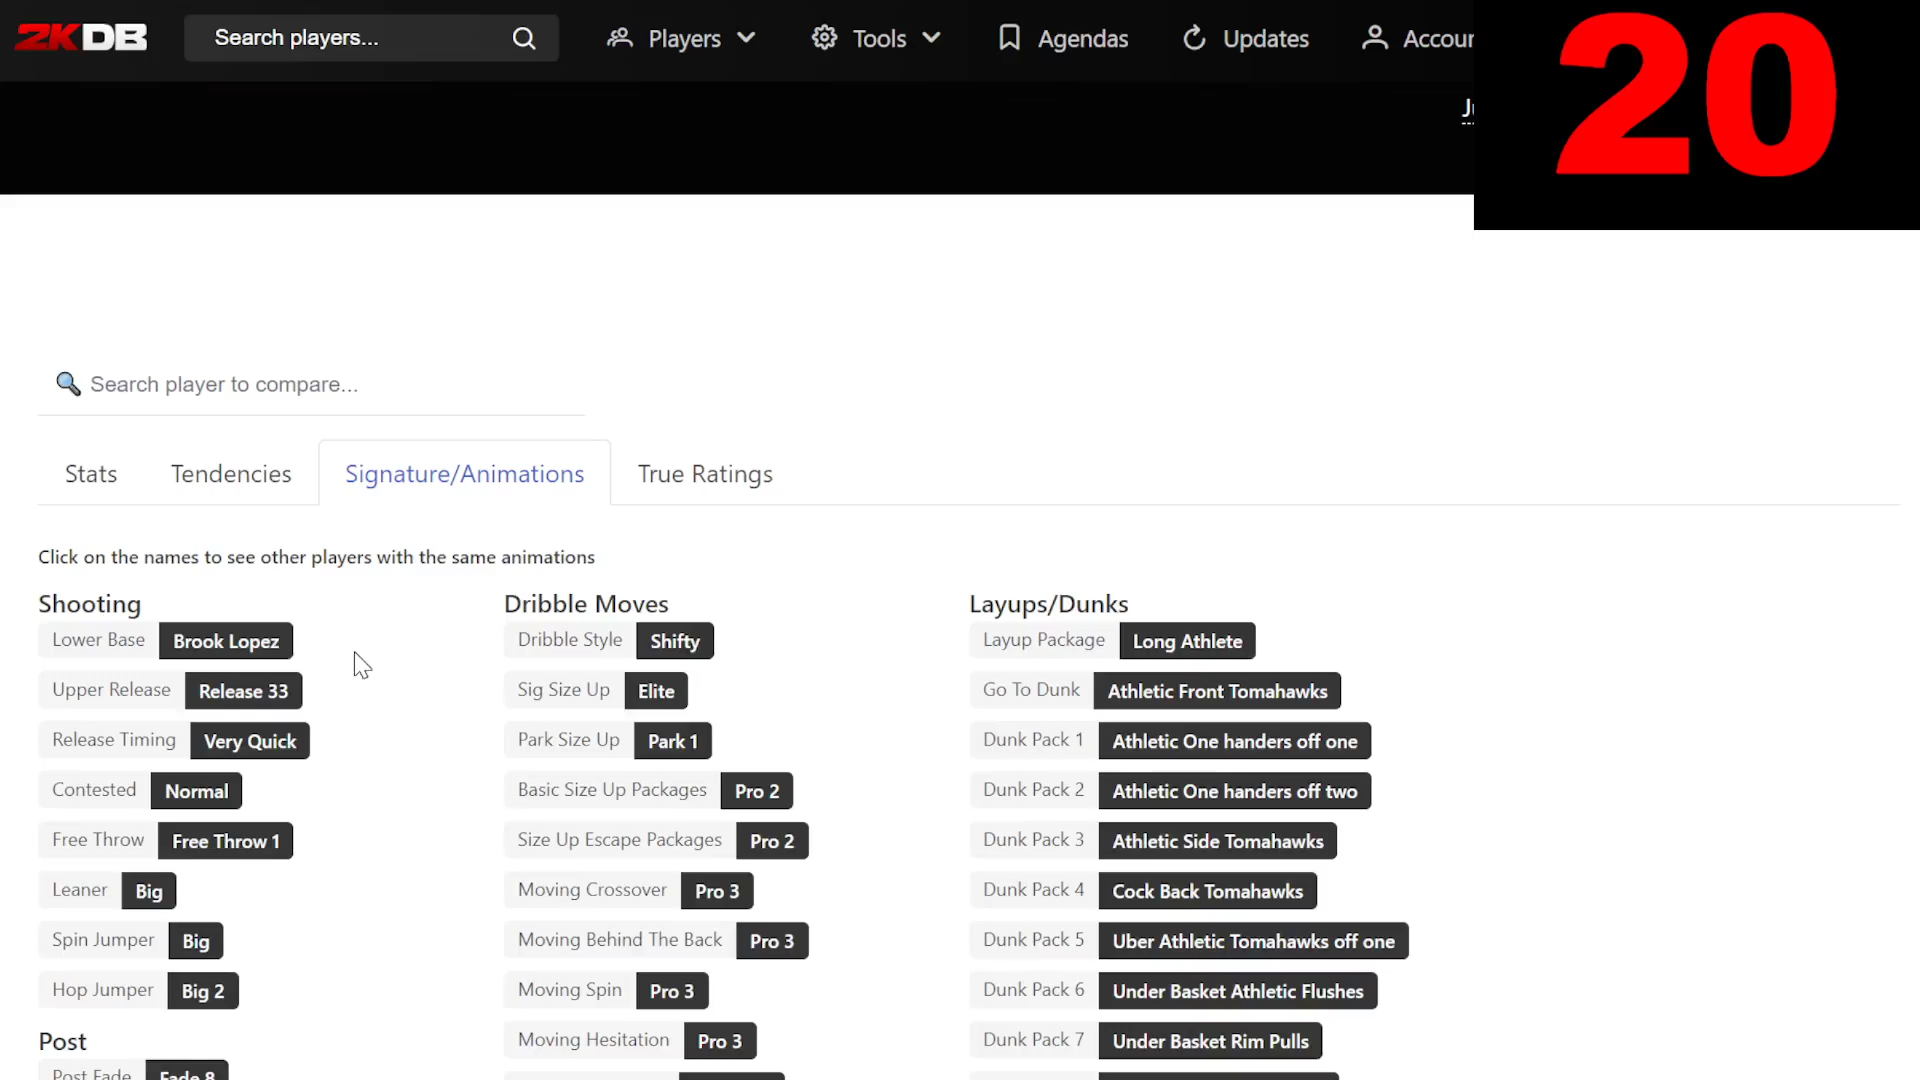 2KDB
Search players...
Players
Tools
Agendas
Updates
Accoun
20
Search player to compare...
Stats
Tendencies
Signature/Animations
True Ratings
Click on the names to see other players with the same animations
Shooting
Lower Base Brook Lopez
Upper Release Release 33
Release Timing Very Quick
Contested Normal
Free Throw Free Throw 1
Leaner Big
Spin Jumper Big
Hop Jumper Big 2
Post
Post Fade Fade 8
Dribble Moves
Dribble Style Shifty
Sig Size Up Elite
Park Size Up Park 1
Basic Size Up Packages Pro 2
Size Up Escape Packages Pro 2
Moving Crossover Pro 3
Moving Behind The Back Pro 3
Moving Spin Pro 3
Moving Hesitation Pro 3
Layups/Dunks
Layup Package Long Athlete
Go To Dunk Athletic Front Tomahawks
Dunk Pack 1 Athletic One handers off one
Dunk Pack 2 Athletic One handers off two
Dunk Pack 3 Athletic Side Tomahawks
Dunk Pack 4 Cock Back Tomahawks
Dunk Pack 5 Uber Athletic Tomahawks off one
Dunk Pack 6 Under Basket Athletic Flushes
Dunk Pack 7 Under Basket Rim Pulls